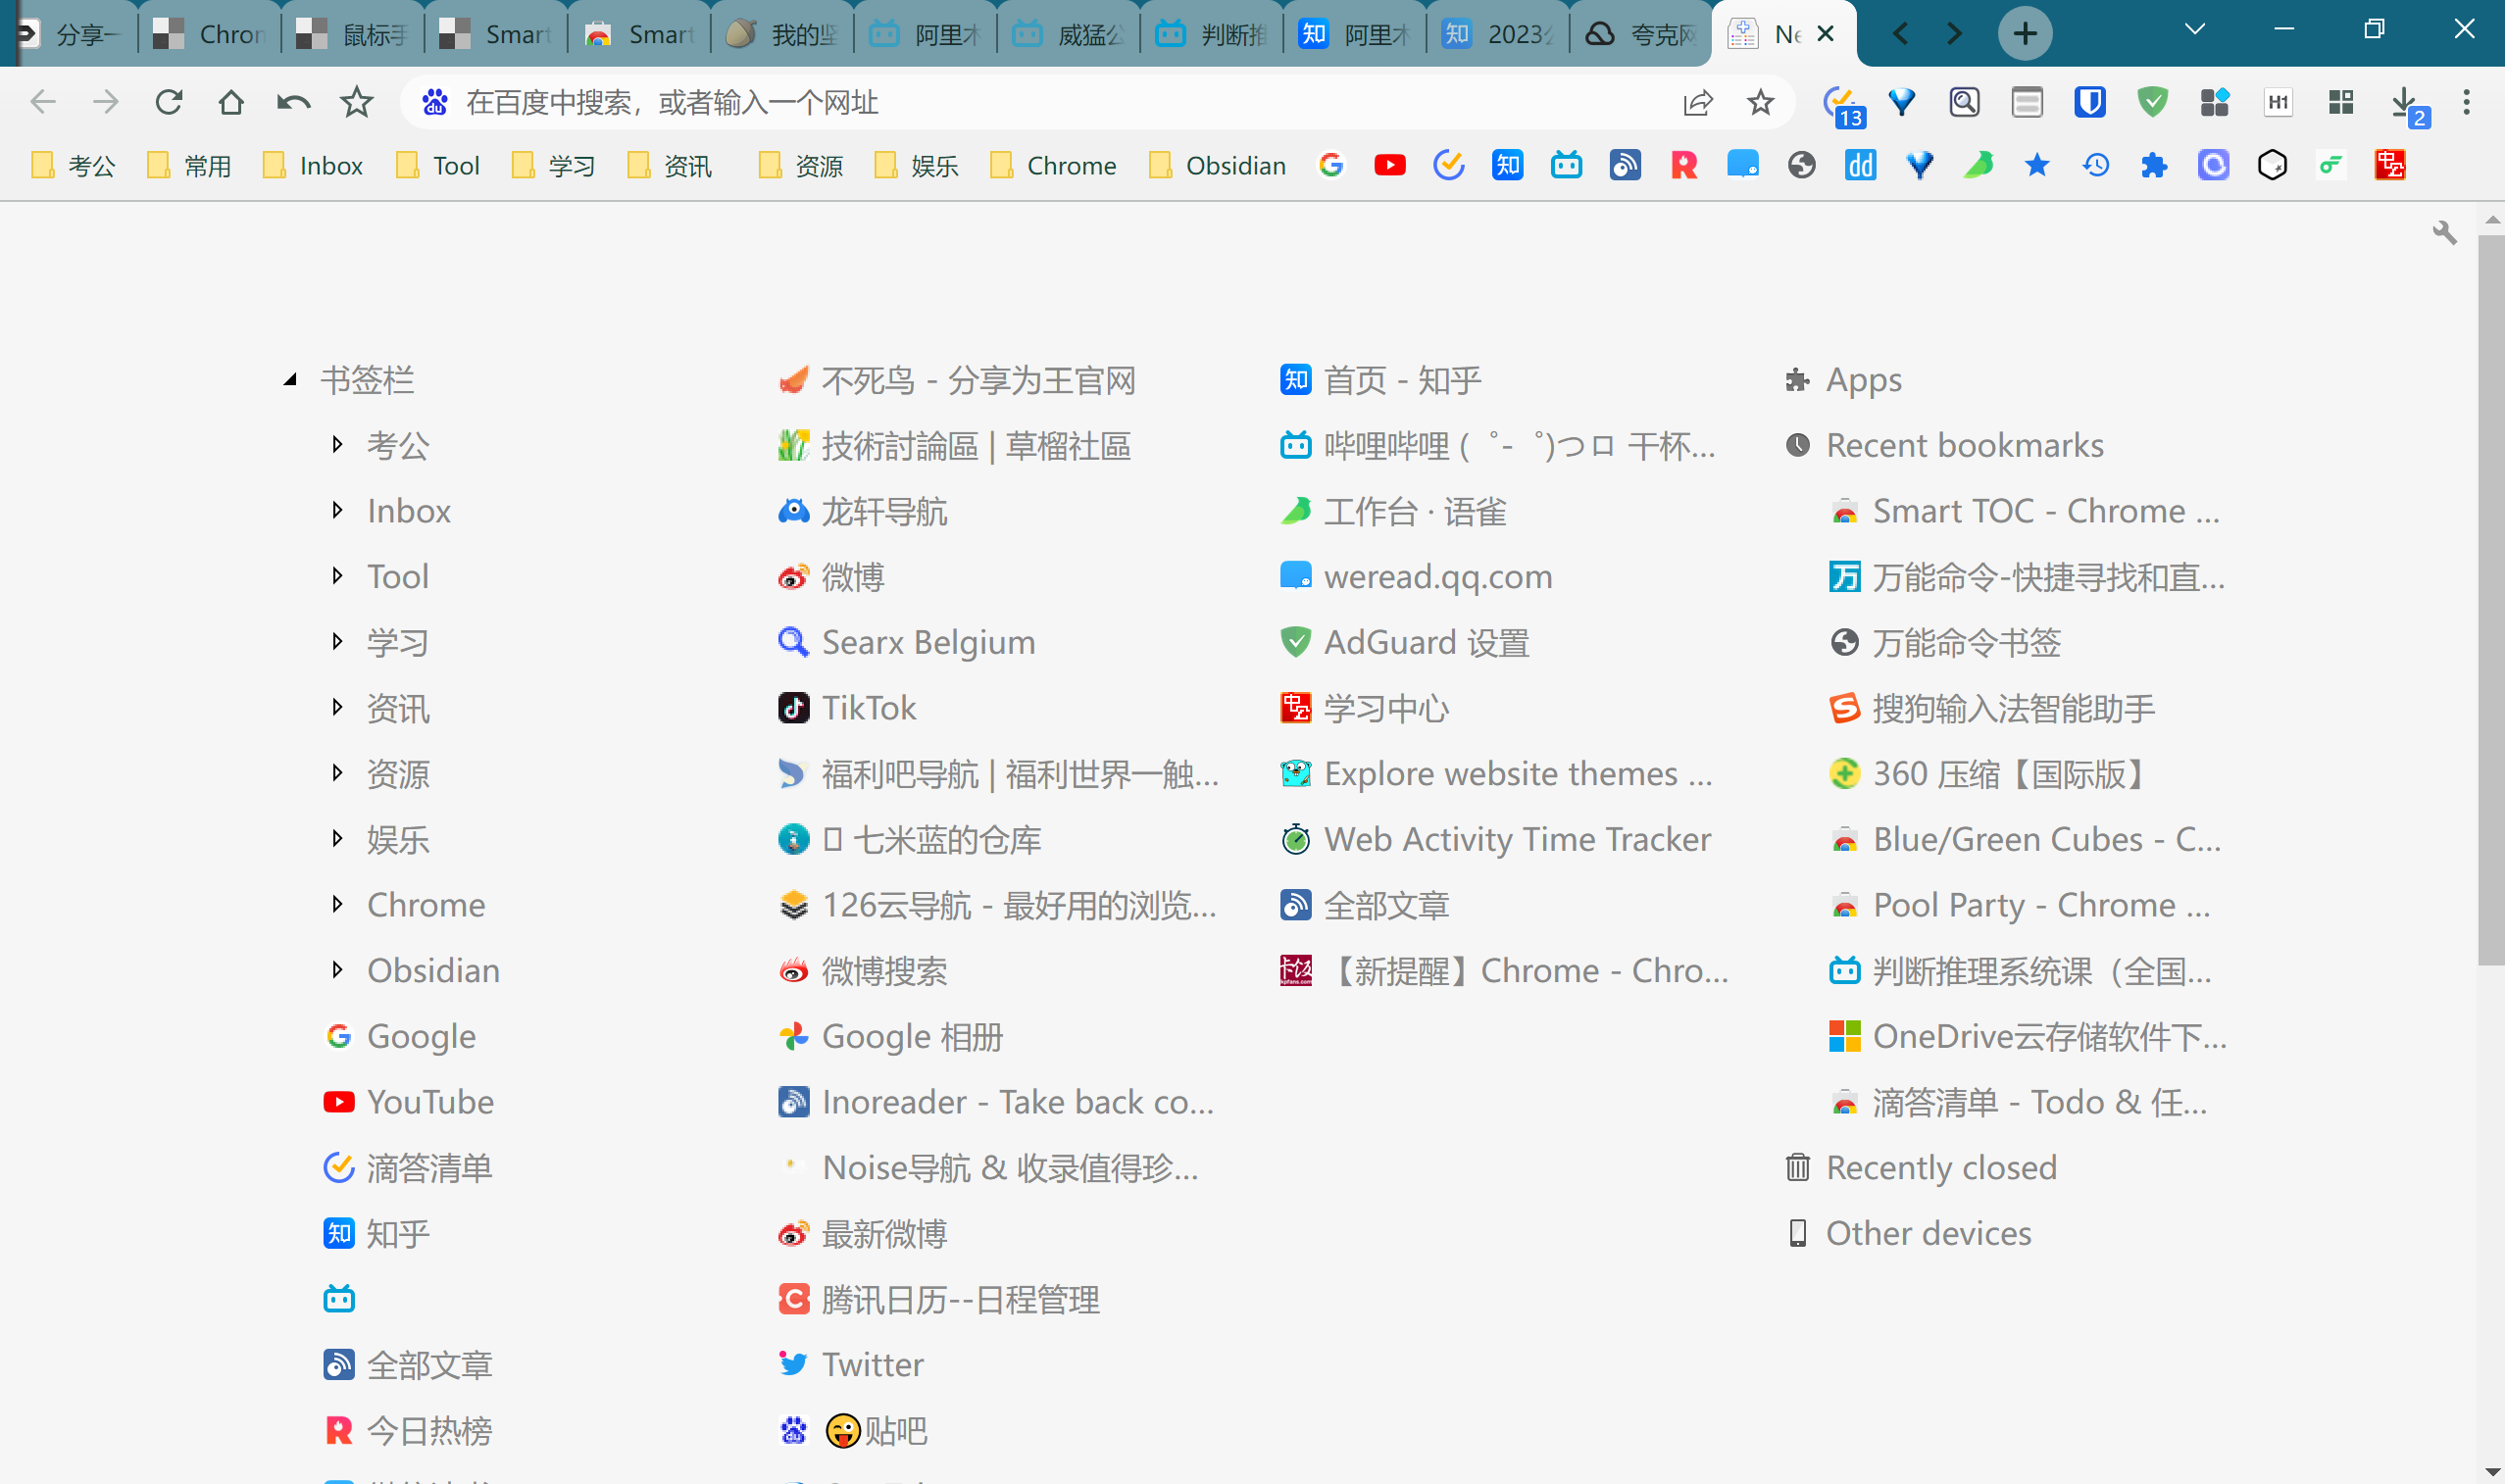 分享一 Chron 鼠标手 Smart Smart 我的坚 阿里木 威猛公 判断推 知 阿里木 知 2023公 夸克网 Ne
在百度中搜索，或者输入一个网址 13 H1 2
考公 常用 Inbox Tool 学习 资讯 资源 娱乐 Chrome Obsidian 知 dd
书签栏
考公
Inbox
Tool
学习
资讯
资源
娱乐
Chrome
Obsidian
Google
YouTube
滴答清单
知乎
全部文章
今日热榜
不死鸟 - 分享为王官网
技術討論區 | 草榴社區
龙轩导航
微博
Searx Belgium
TikTok
福利吧导航 | 福利世界一触...
七米蓝的仓库
126云导航 - 最好用的浏览...
微博搜索
Google 相册
Inoreader - Take back co...
Noise导航 & 收录值得珍...
最新微博
腾讯日历--日程管理
Twitter
😜贴吧
首页 - 知乎
哔哩哔哩 (゜-゜)つロ 干杯...
工作台 · 语雀
weread.qq.com
AdGuard 设置
学习中心
Explore website themes ...
Web Activity Time Tracker
全部文章
【新提醒】Chrome - Chro...
Apps
Recent bookmarks
Smart TOC - Chrome ...
万能命令-快捷寻找和直...
万能命令书签
搜狗输入法智能助手
360 压缩【国际版】
Blue/Green Cubes - C...
Pool Party - Chrome ...
判断推理系统课（全国...
OneDrive云存储软件下...
滴答清单 - Todo & 任...
Recently closed
Other devices